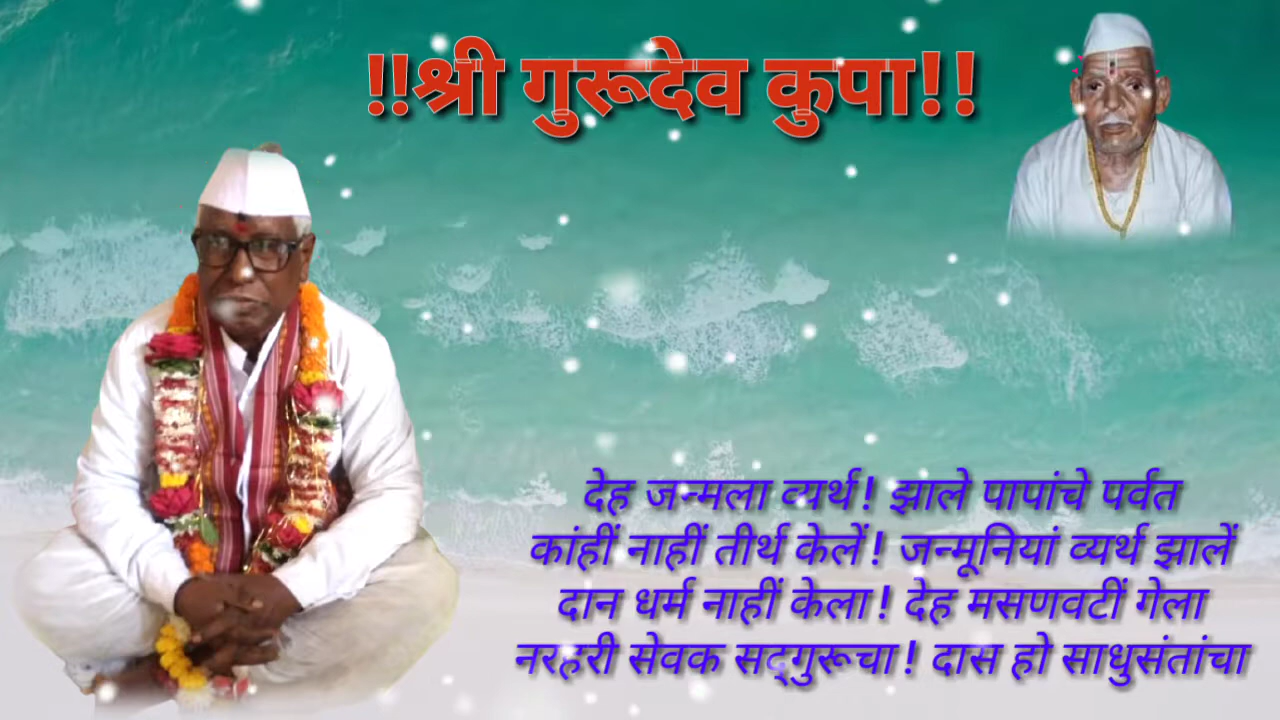 !!श्री गुरूदेव कुपा!!
देह जन्मला व्यर्थ! झाले पापांचे पर्वत
कांहीं नाहीं तीर्थ केलें! जन्मूनियां व्यर्थ झालें
दान धर्म नाहीं केला! देह मसणवटीं गेला
नरहरी सेवक सद्गुरूचा! दास हो साधुसंतांचा